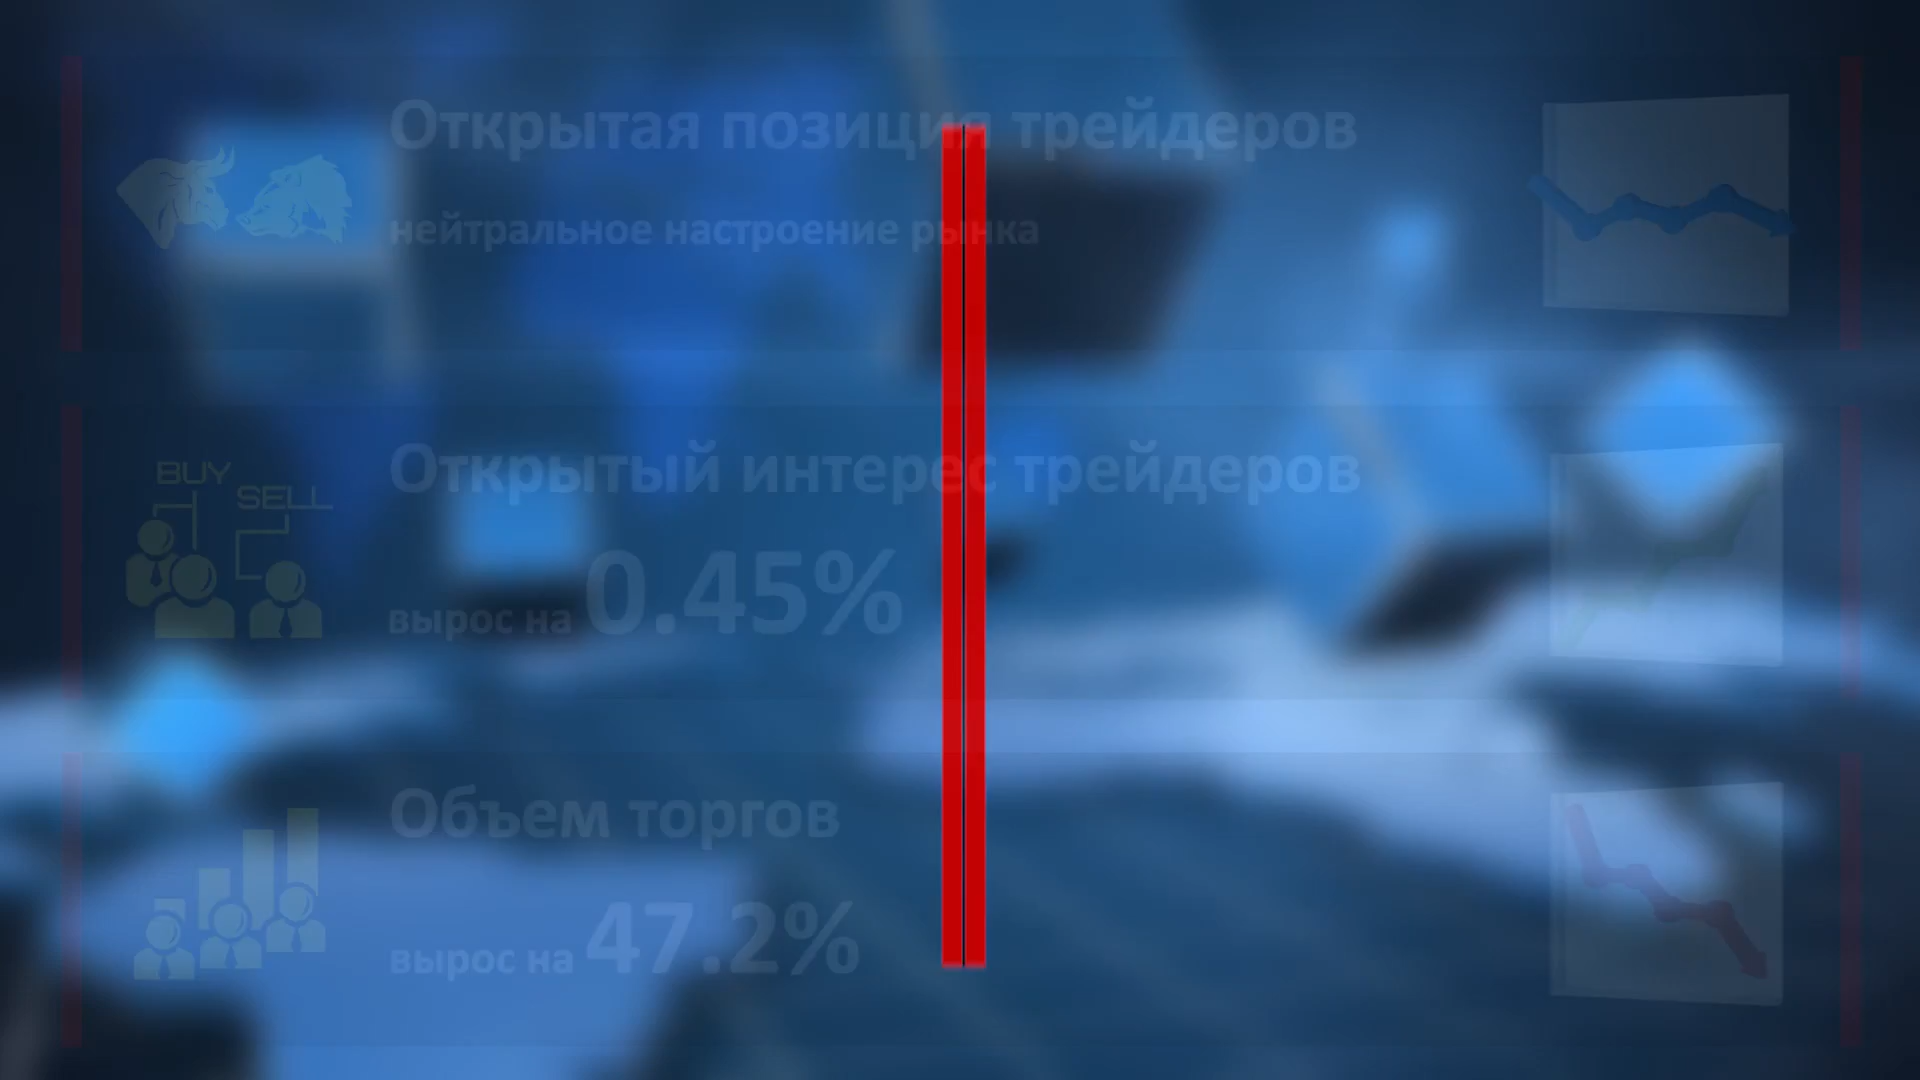 Открытая позиция трейдеров
нейтральное настроение рынка
BUY
SELL
Открытый интерес трейдеров
вырос на 0.45%
Объем торгов
вырос на 47.2%